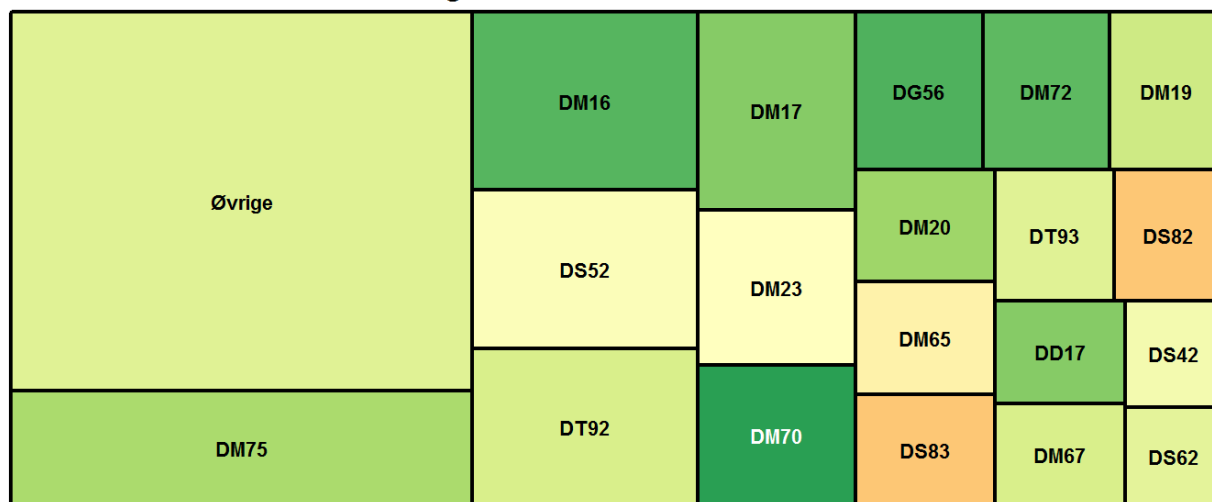 Øvrige
DM75
DM16
DS52
DT92
DM17
DM23
DM70
DG56
DM72
DM19
DM20
DT93
DS82
DM65
DD17
DS42
DS83
DM67
DS62